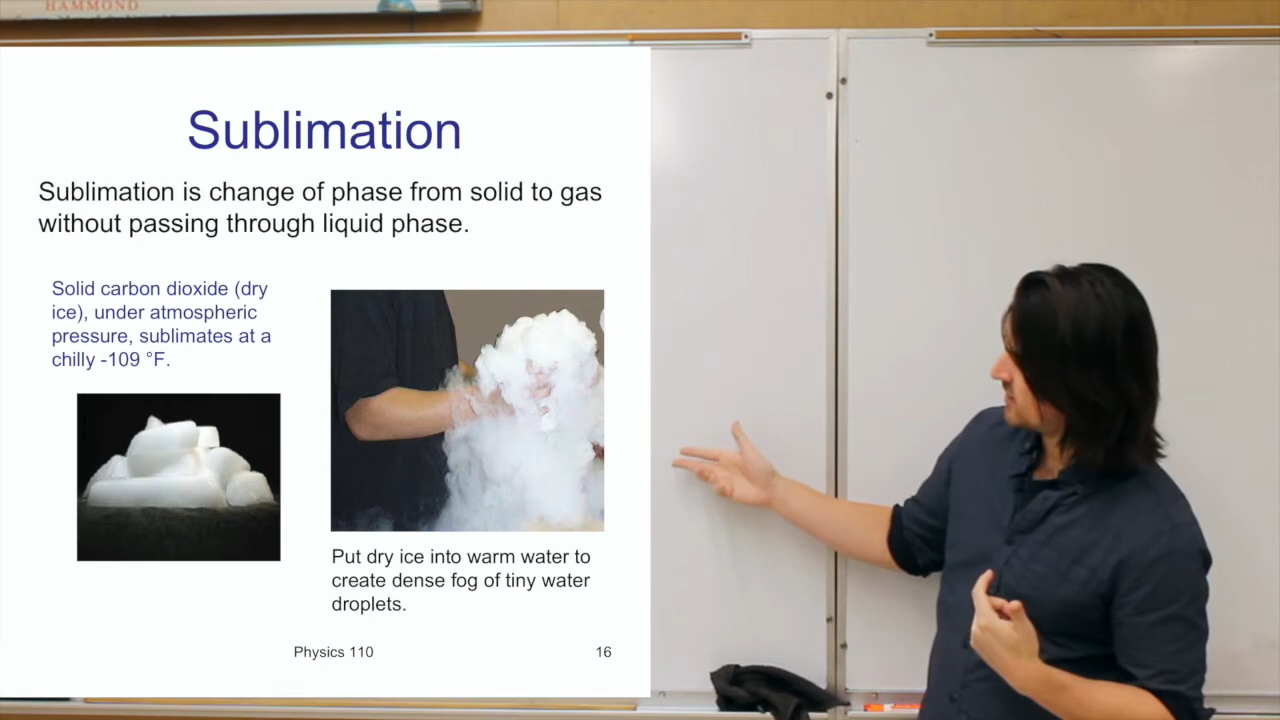 HAMMOND
Sublimation
Sublimation is change of phase from solid to gas
without passing through liquid phase.
Solid carbon dioxide (dry
ice), under atmospheric
pressure, sublimates at a
chilly -109 °F.
Put dry ice into warm water to
create dense fog of tiny water
droplets.
Physics 110
16